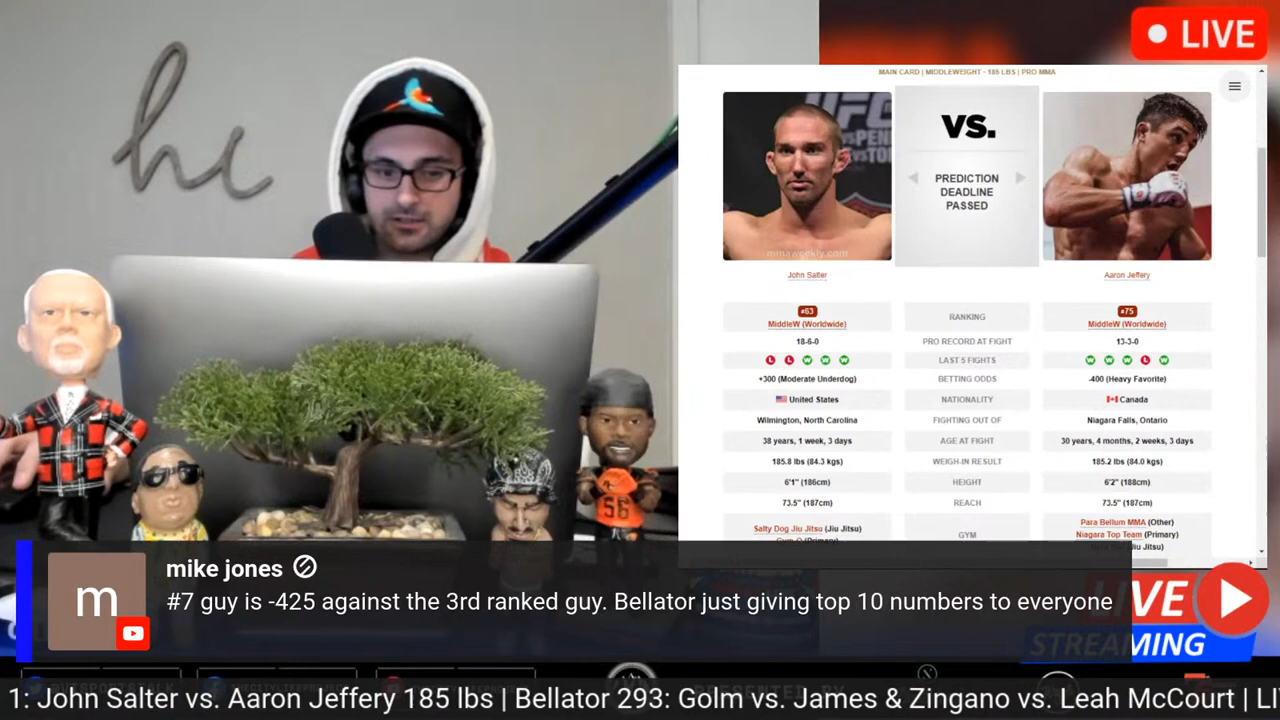 LIVE
hi
MAIN CARD | MIDDLEWEIGHT - 185 LBS | PRO MMA
UFC
mmaweekly.com
VS.
PREDICTION
DEADLINE
PASSED
John Salter
Aaron Jeffery
#63
MiddleW (Worldwide)
RANKING
#75
MiddleW (Worldwide)
18-6-0
PRO RECORD AT FIGHT
13-3-0
L L W W W
LAST 5 FIGHTS
W W W L W
+300 (Moderate Underdog)
BETTING ODDS
-400 (Heavy Favorite)
United States
NATIONALITY
Canada
Wilmington, North Carolina
FIGHTING OUT OF
Niagara Falls, Ontario
38 years, 1 week, 3 days
AGE AT FIGHT
30 years, 4 months, 2 weeks, 3 days
185.8 lbs (84.3 kgs)
WEIGH-IN RESULT
185.2 lbs (84.0 kgs)
6'1" (186cm)
HEIGHT
6'2" (188cm)
73.5" (187cm)
REACH
73.5" (187cm)
Salty Dog Jiu Jitsu (Jiu Jitsu)
GYM
Para Bellum MMA (Other)
Niagara Top Team (Primary)
56
m
mike jones
#7 guy is -425 against the 3rd ranked guy. Bellator just giving top 10 numbers to everyone
LIVE
STREAMING
1: John Salter vs. Aaron Jeffery 185 lbs | Bellator 293: Golm vs. James & Zingano vs. Leah McCourt |